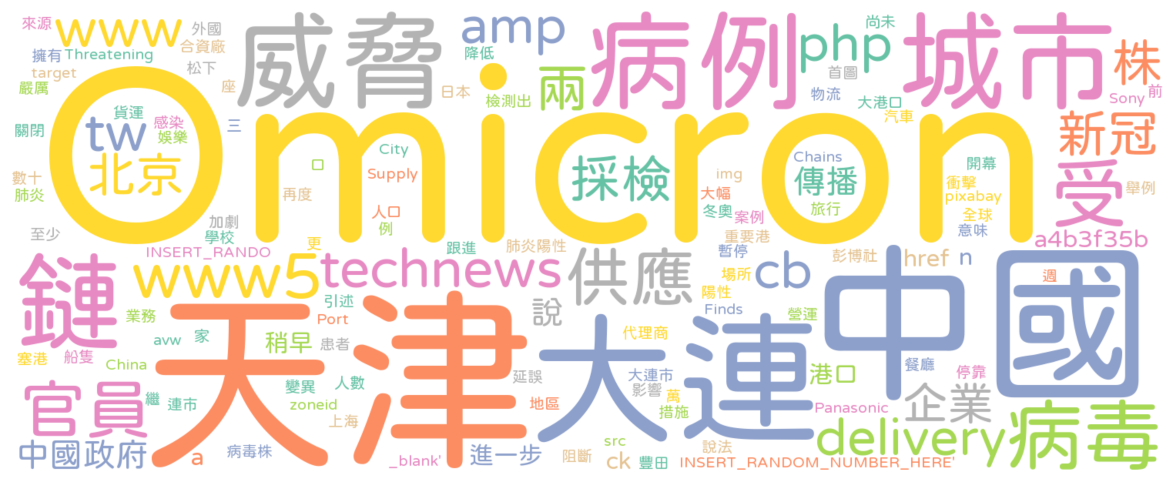 來源
www
外國
威脅
amp
尚未
病例
php
城市
株
擁有
Threatening
合資廠
降低
target
松下
首圖
嚴厲
座
日本
檢測出
兩
物流
大港口
Sony
前
Omicron
貨運
感染
汽車
關閉
tw
娛樂
三
新冠
City
Chains
開幕
北京
口
Supply
採檢
img
傳播
數十
肺炎
再度
大幅
衝擊
pixabay
受
舉例
人口
冬奧
案例
旅行
全球
至少
加劇
學校
例
重要港
意味
a4b3f35b
INSERT_RANDO
更
跟進
肺炎陽性
暫停
彭博社
鏈
www5
technews
供應
場所
cb
href
n
中國
週
引述
陽性
業務
Port
說
Finds
營運
塞港
船隻
avw
家
稍早
患者
代理商
China
天津
大連
港口
餐廳
停靠
官員
繼
變異
人數
延誤
大連市
影響
萬
企業
連市
zoneid
地區
措施
Panasonic
上海
delivery
病毒
中國政府
a
病毒株
_blank'
進一步
src
說法
阻斷
ck
豐田
INSERT_RANDOM_NUMBER_HERE'